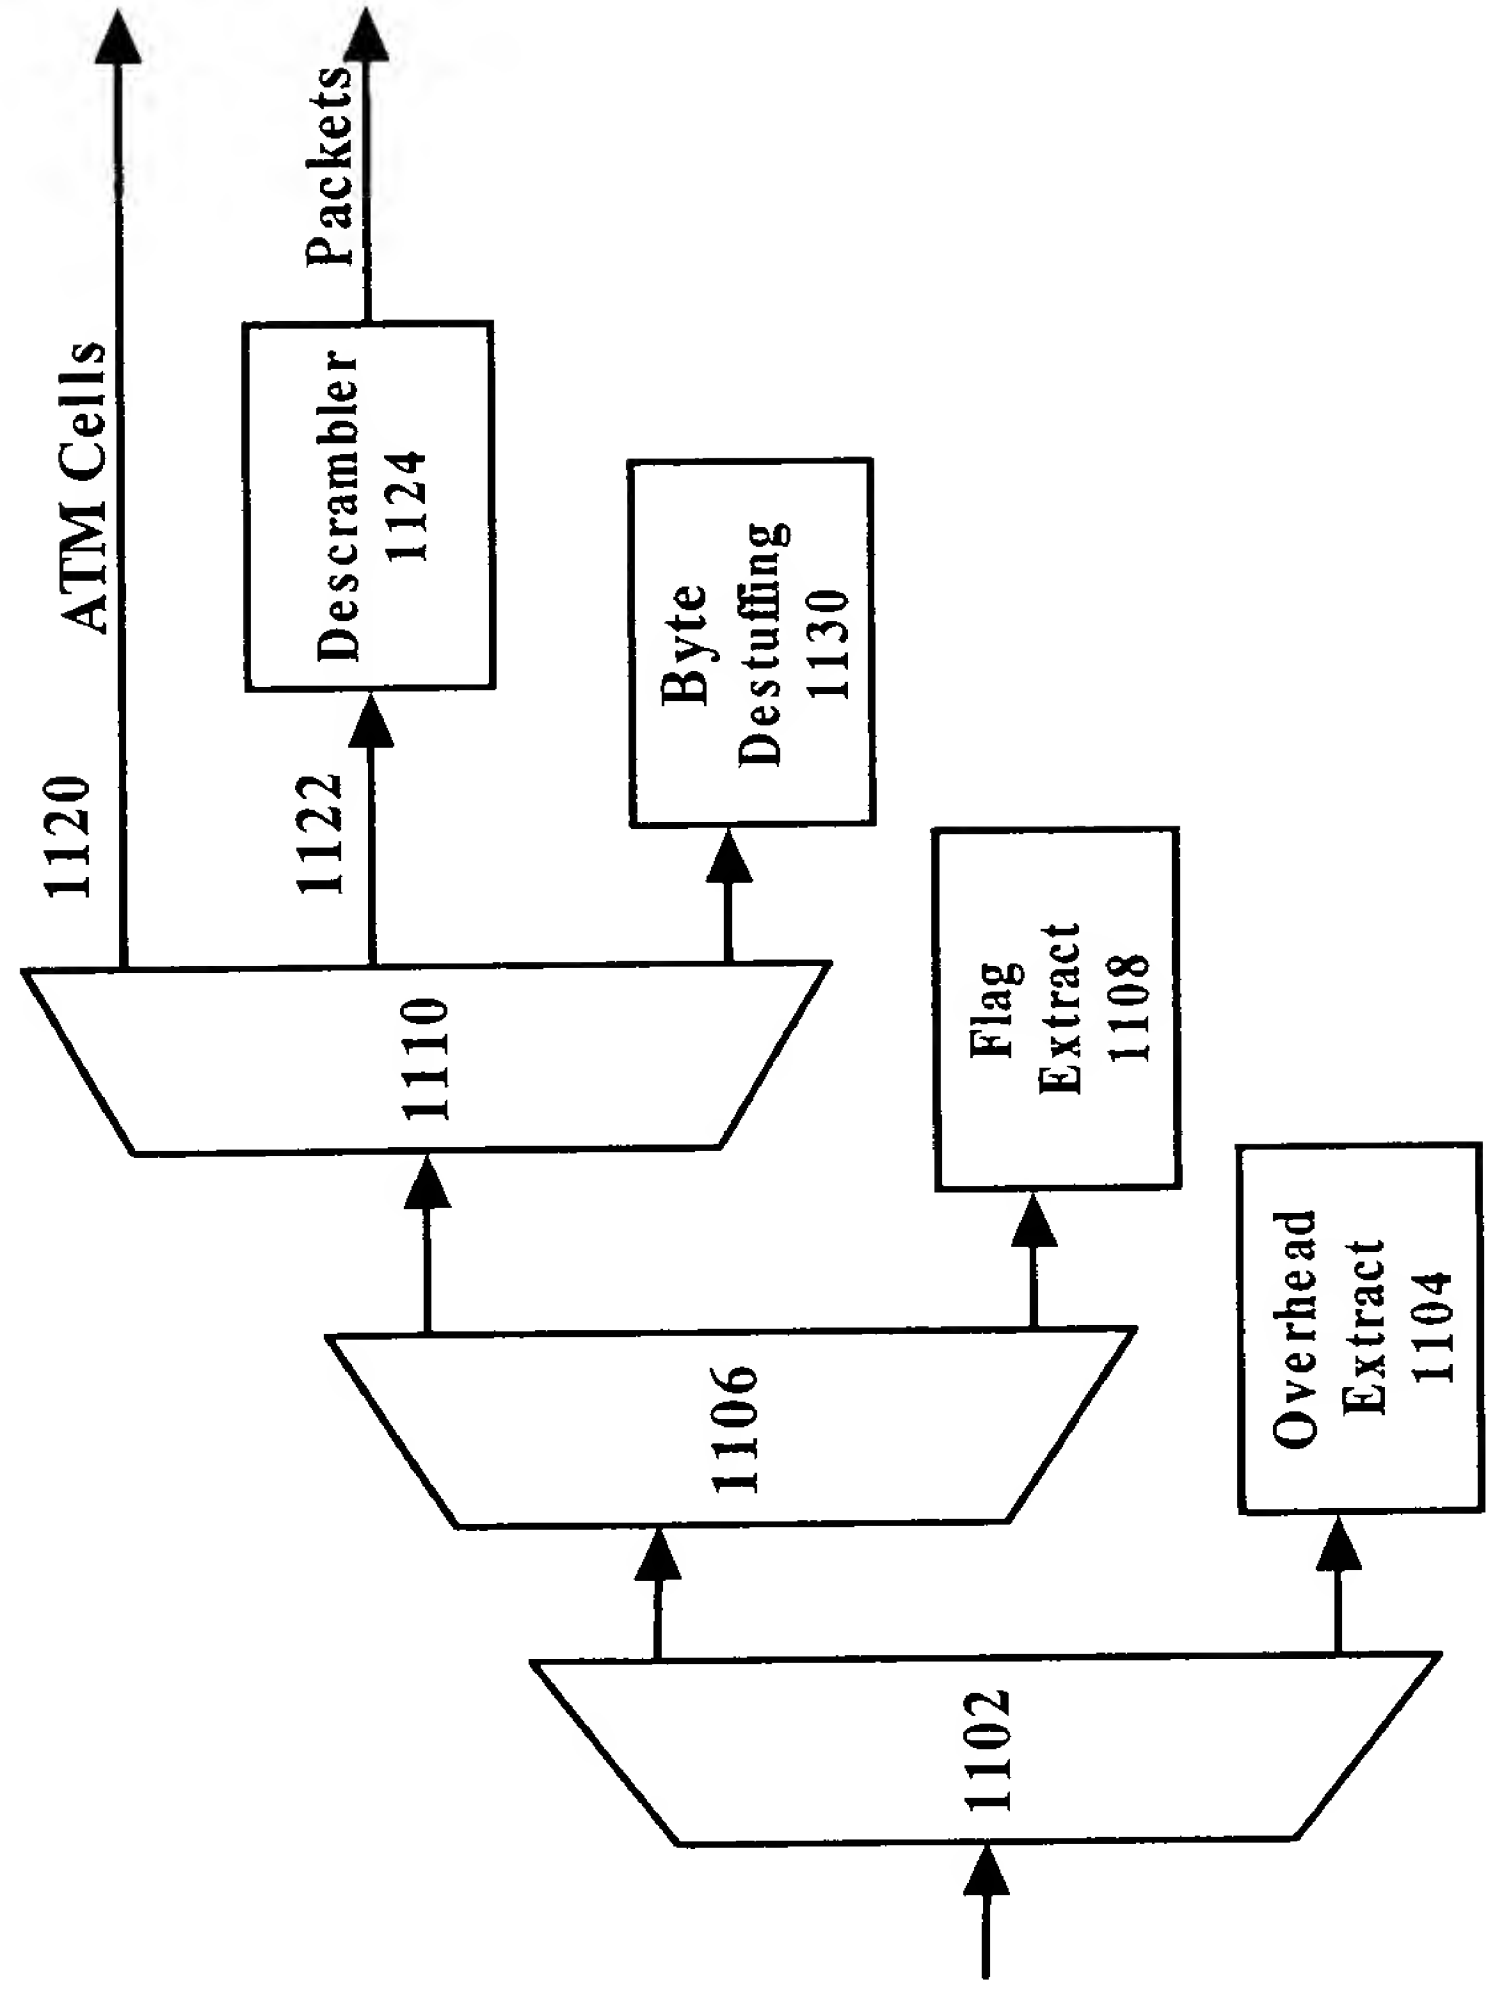 1120
ATM Cells
1122
Descrambler
1124
Packets
1110
Byte
Destuffing
1130
1106
Flag
Extract
1108
1102
Overhead
Extract
1104